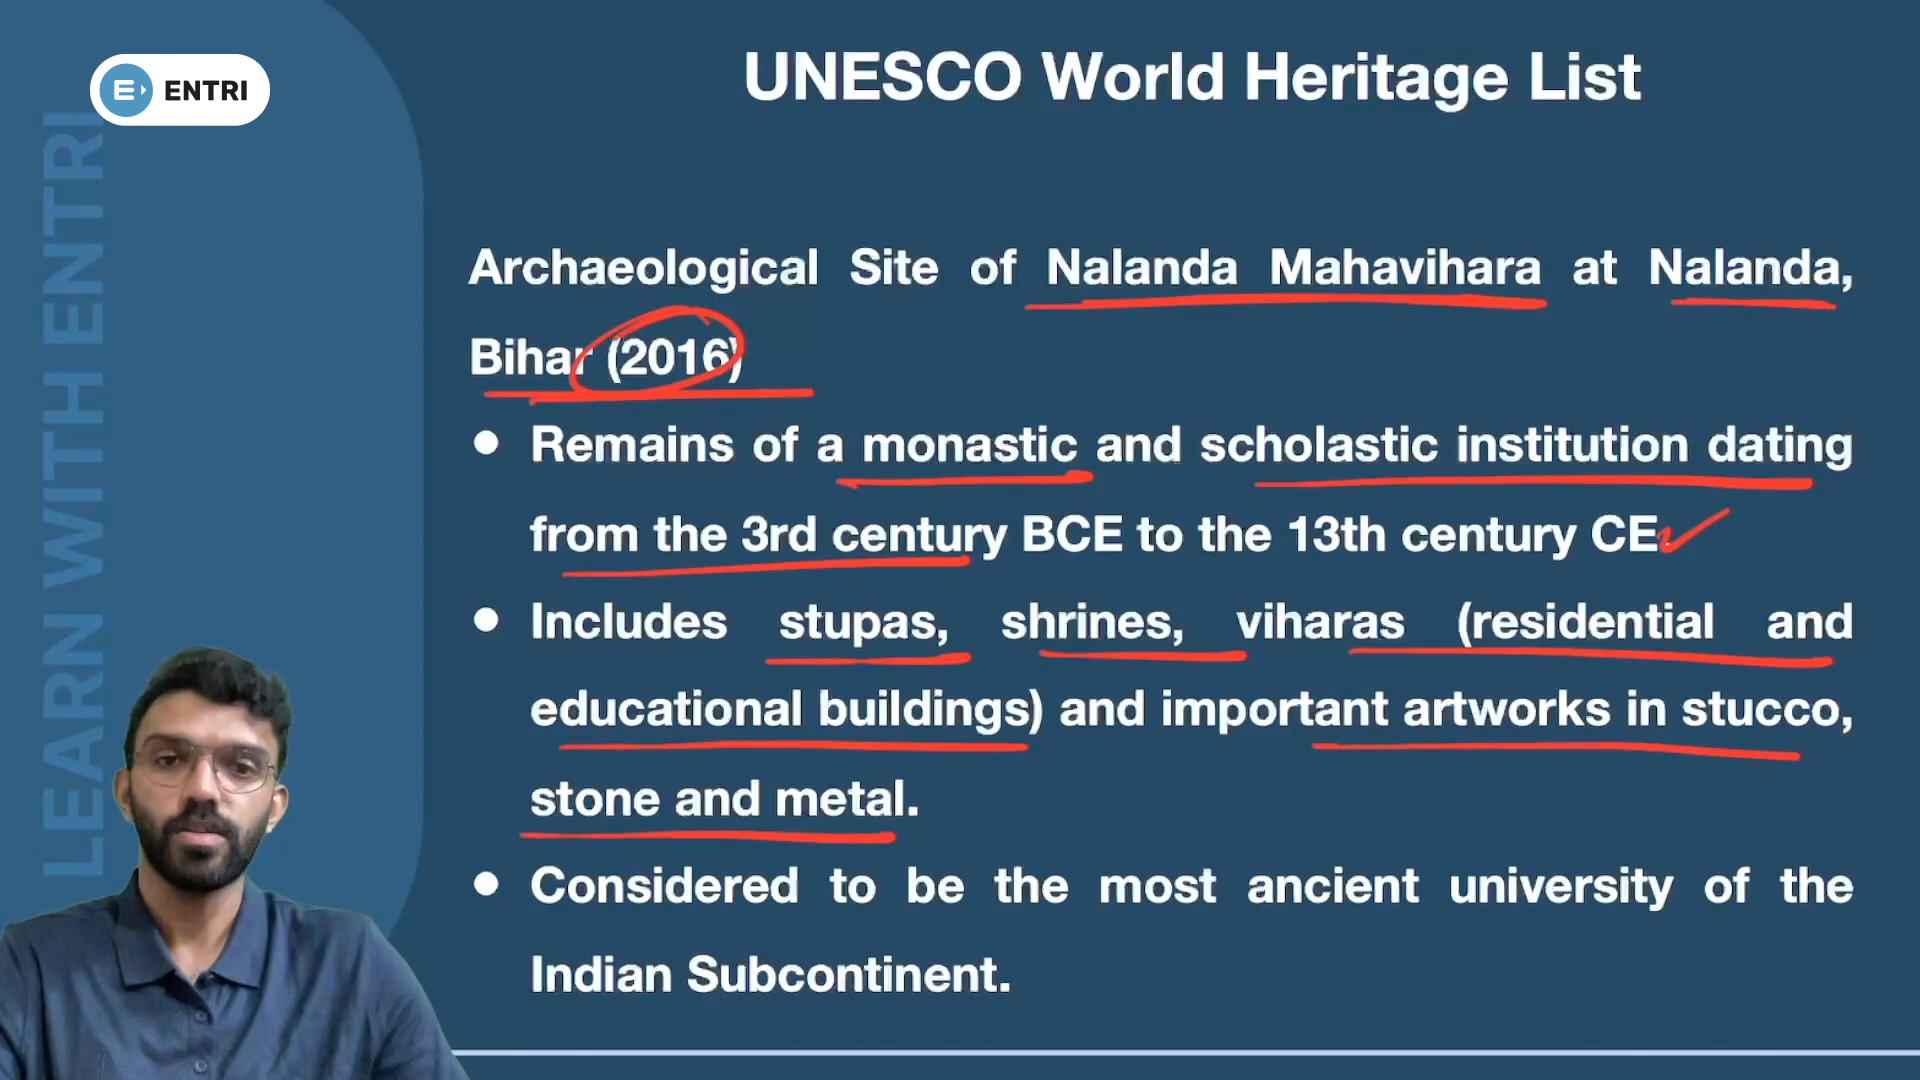 ENTRI
LEARN WITH ENTRI
UNESCO World Heritage List
Archaeological Site of Nalanda Mahavihara at Nalanda,
Bihar (2016)
● Remains of a monastic and scholastic institution dating
from the 3rd century BCE to the 13th century CE.
● Includes stupas, shrines, viharas (residential and
educational buildings) and important artworks in stucco,
stone and metal.
● Considered to be the most ancient university of the
Indian Subcontinent.